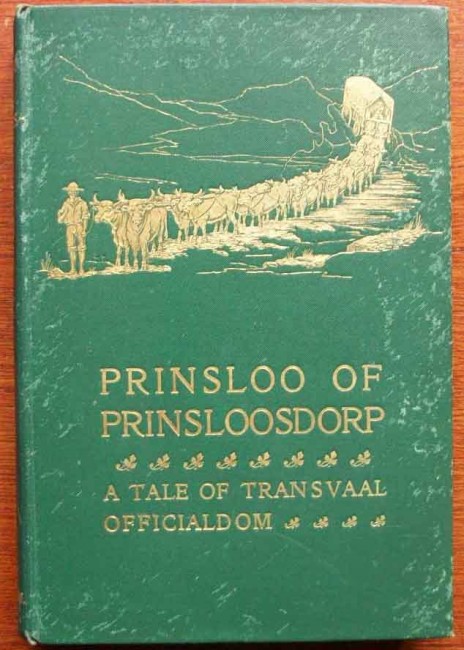 PRINSLOO OF
PRINSLOOSDORP
A TALE OF TRANSVAAL
OFFICIALDOM